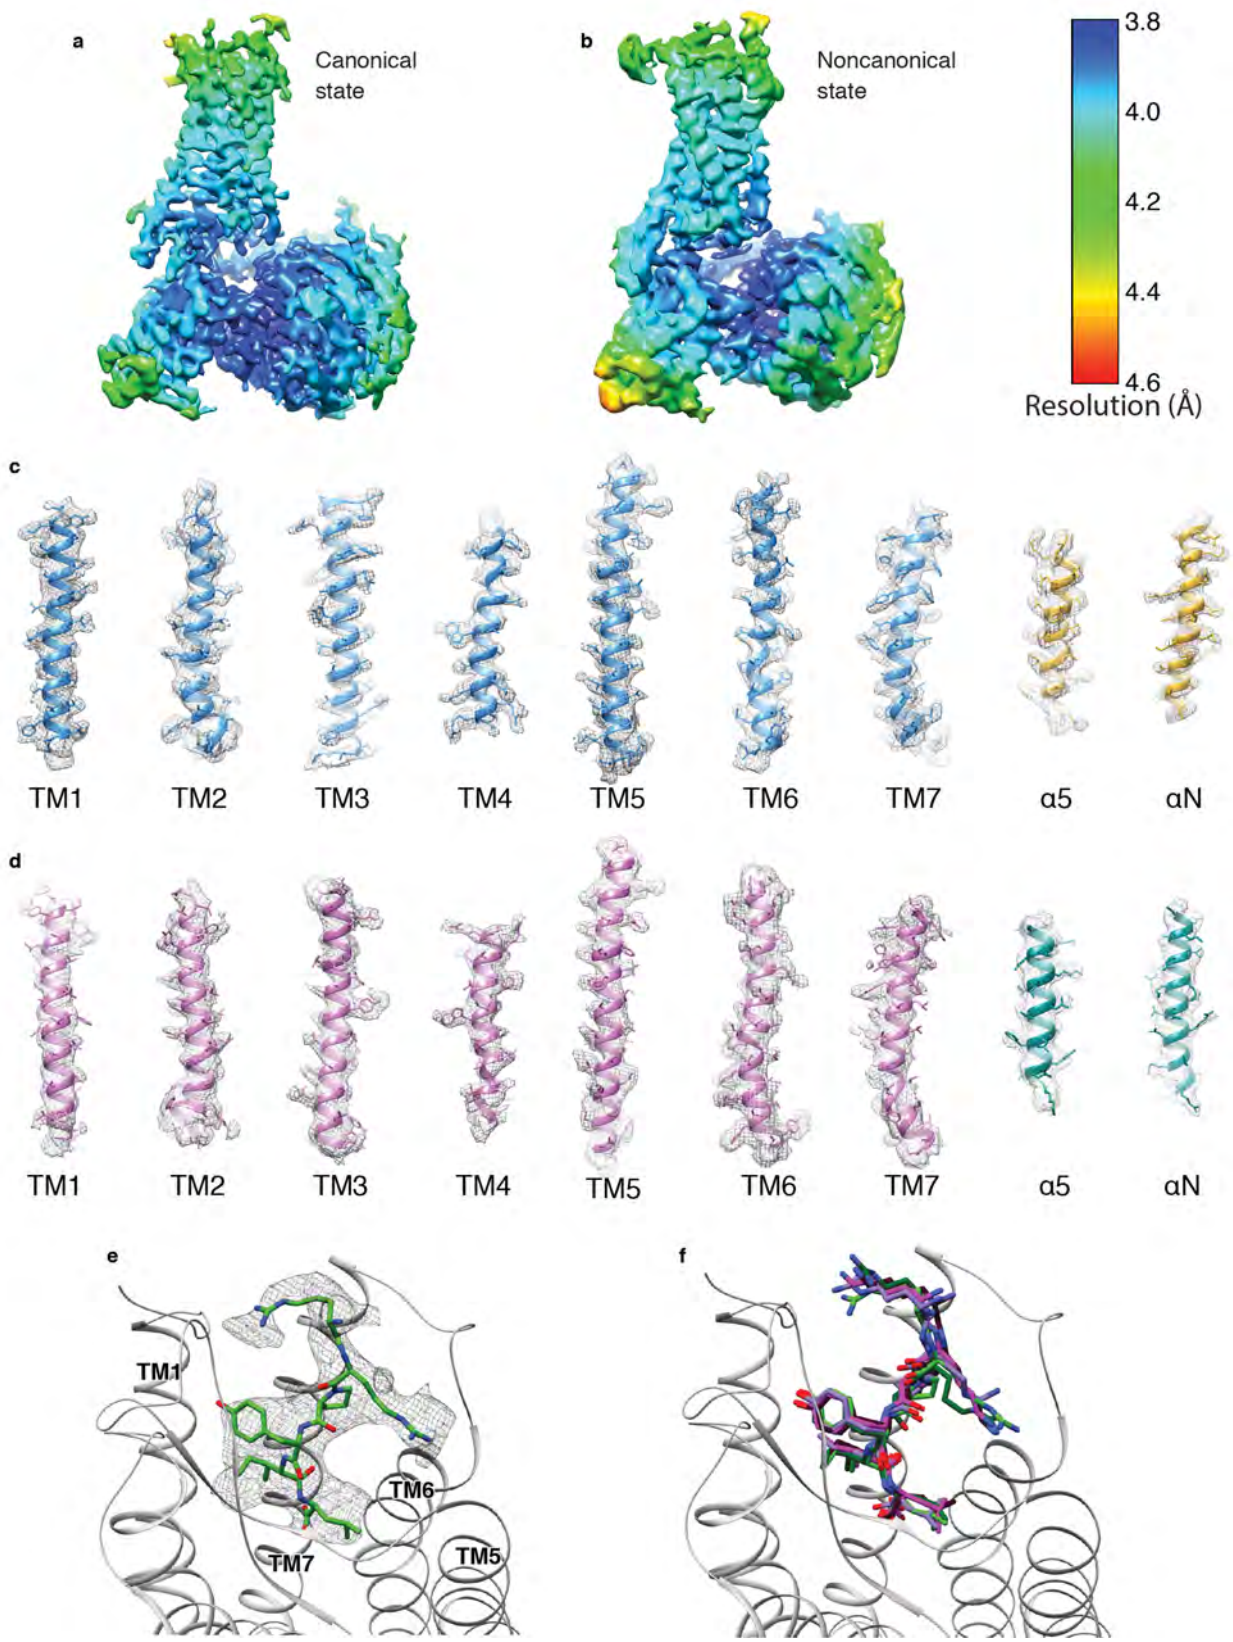 a
Canonical
state
b
Noncanonical
state
3.8
4.0
4.2
4.4
4.6
Resolution (Å)
c
TM1 TM2 TM3 TM4 TM5 TM6 TM7 α5 αN
d
TM1 TM2 TM3 TM4 TM5 TM6 TM7 α5 αN
e
TM1
TM6
TM7
TM5
f